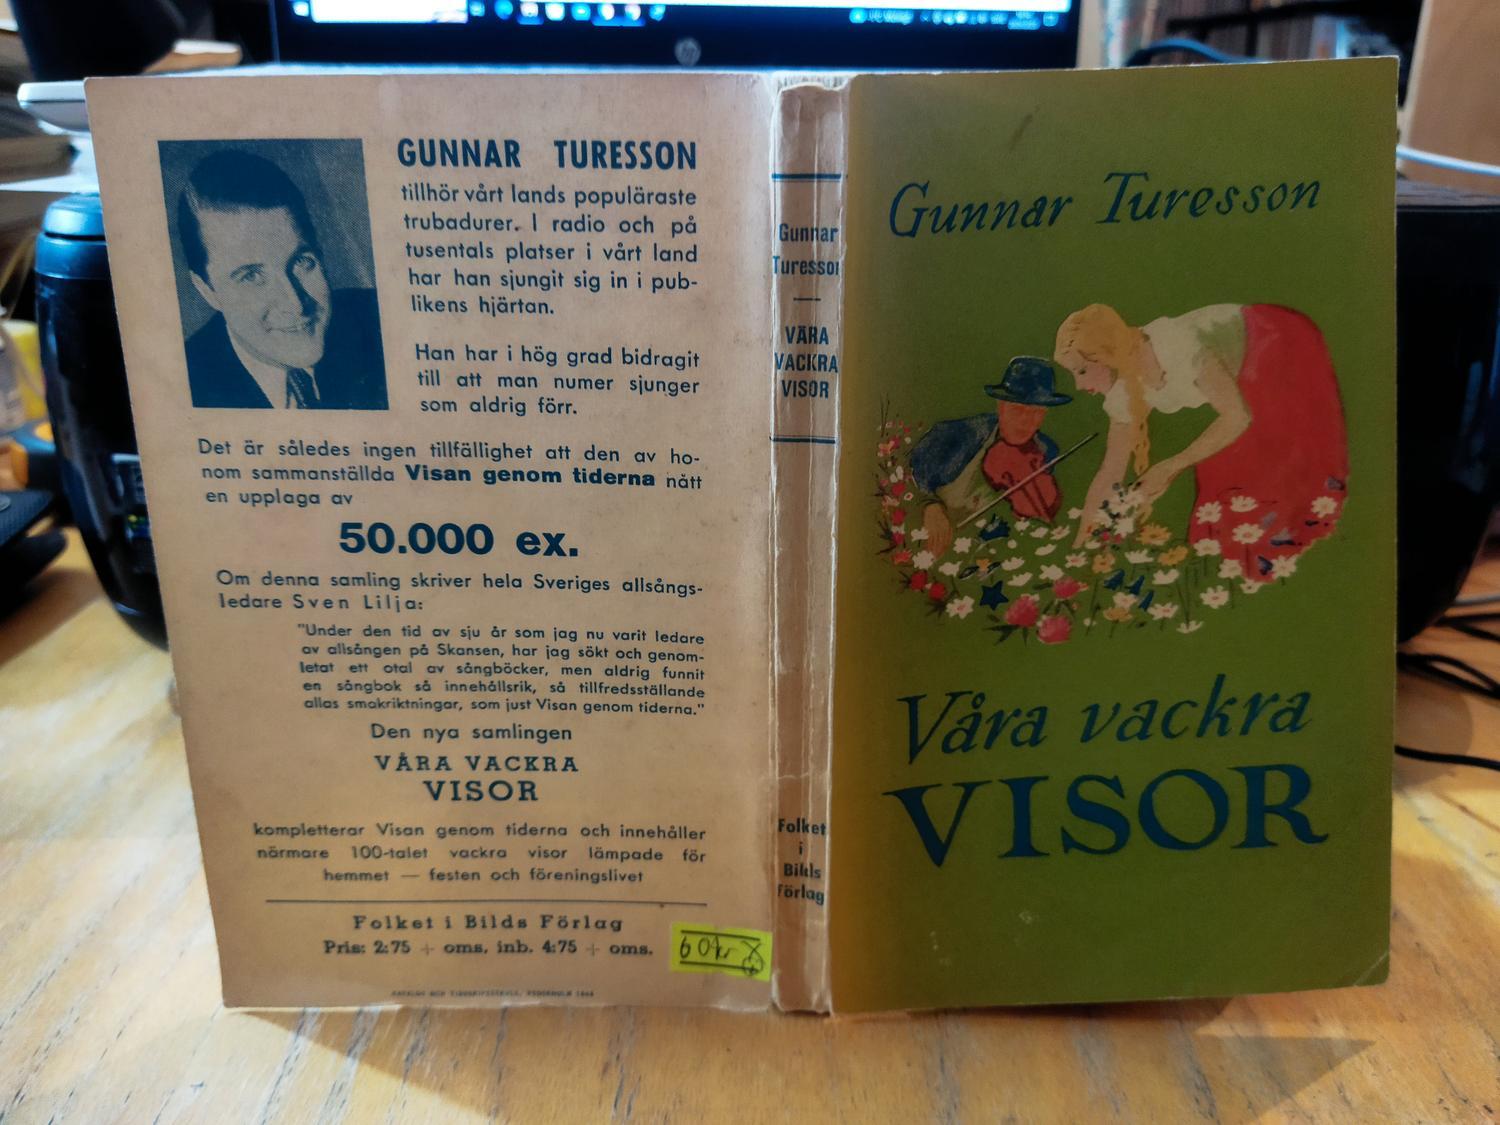 GUNNAR TURESSON
tillhör vårt lands populäraste
trubadurer. I radio och på
tusentals platser i vårt land
har han sjungit sig in i pub-
likens hjärtan.
Han har i hög grad bidragit
till att man numer sjunger
som aldrig förr.
Det är således ingen tillfällighet att den av ho-
nom sammanställda Visan genom tiderna nått
en upplaga av
50.000 ex.
Om denna samling skriver hela Sveriges allsångs-
ledare Sven Lilja:
"Under den tid av sju år som jag nu varit ledare
av allsången på Skansen, har jag sökt och genom-
letat ett otal av sångböcker, men aldrig funnit
en sångbok så innehållsrik, så tillfredsställande
allas smakriktningar, som just Visan genom tiderna."
Den nya samlingen
VÅRA VACKRA
VISOR
kompletterar Visan genom tiderna och innehåller
närmare 100-talet vackra visor lämpade för
hemmet — festen och föreningslivet
Folket i Bilds Förlag
Pris: 2:75 + oms, inb. 4:75 + oms.
60kr
Gunnar
Turesson
—
VÅRA
VACKRA
VISOR
Folket
i
Bilds
förlag
Gunnar Turesson
Våra vackra
VISOR
hp